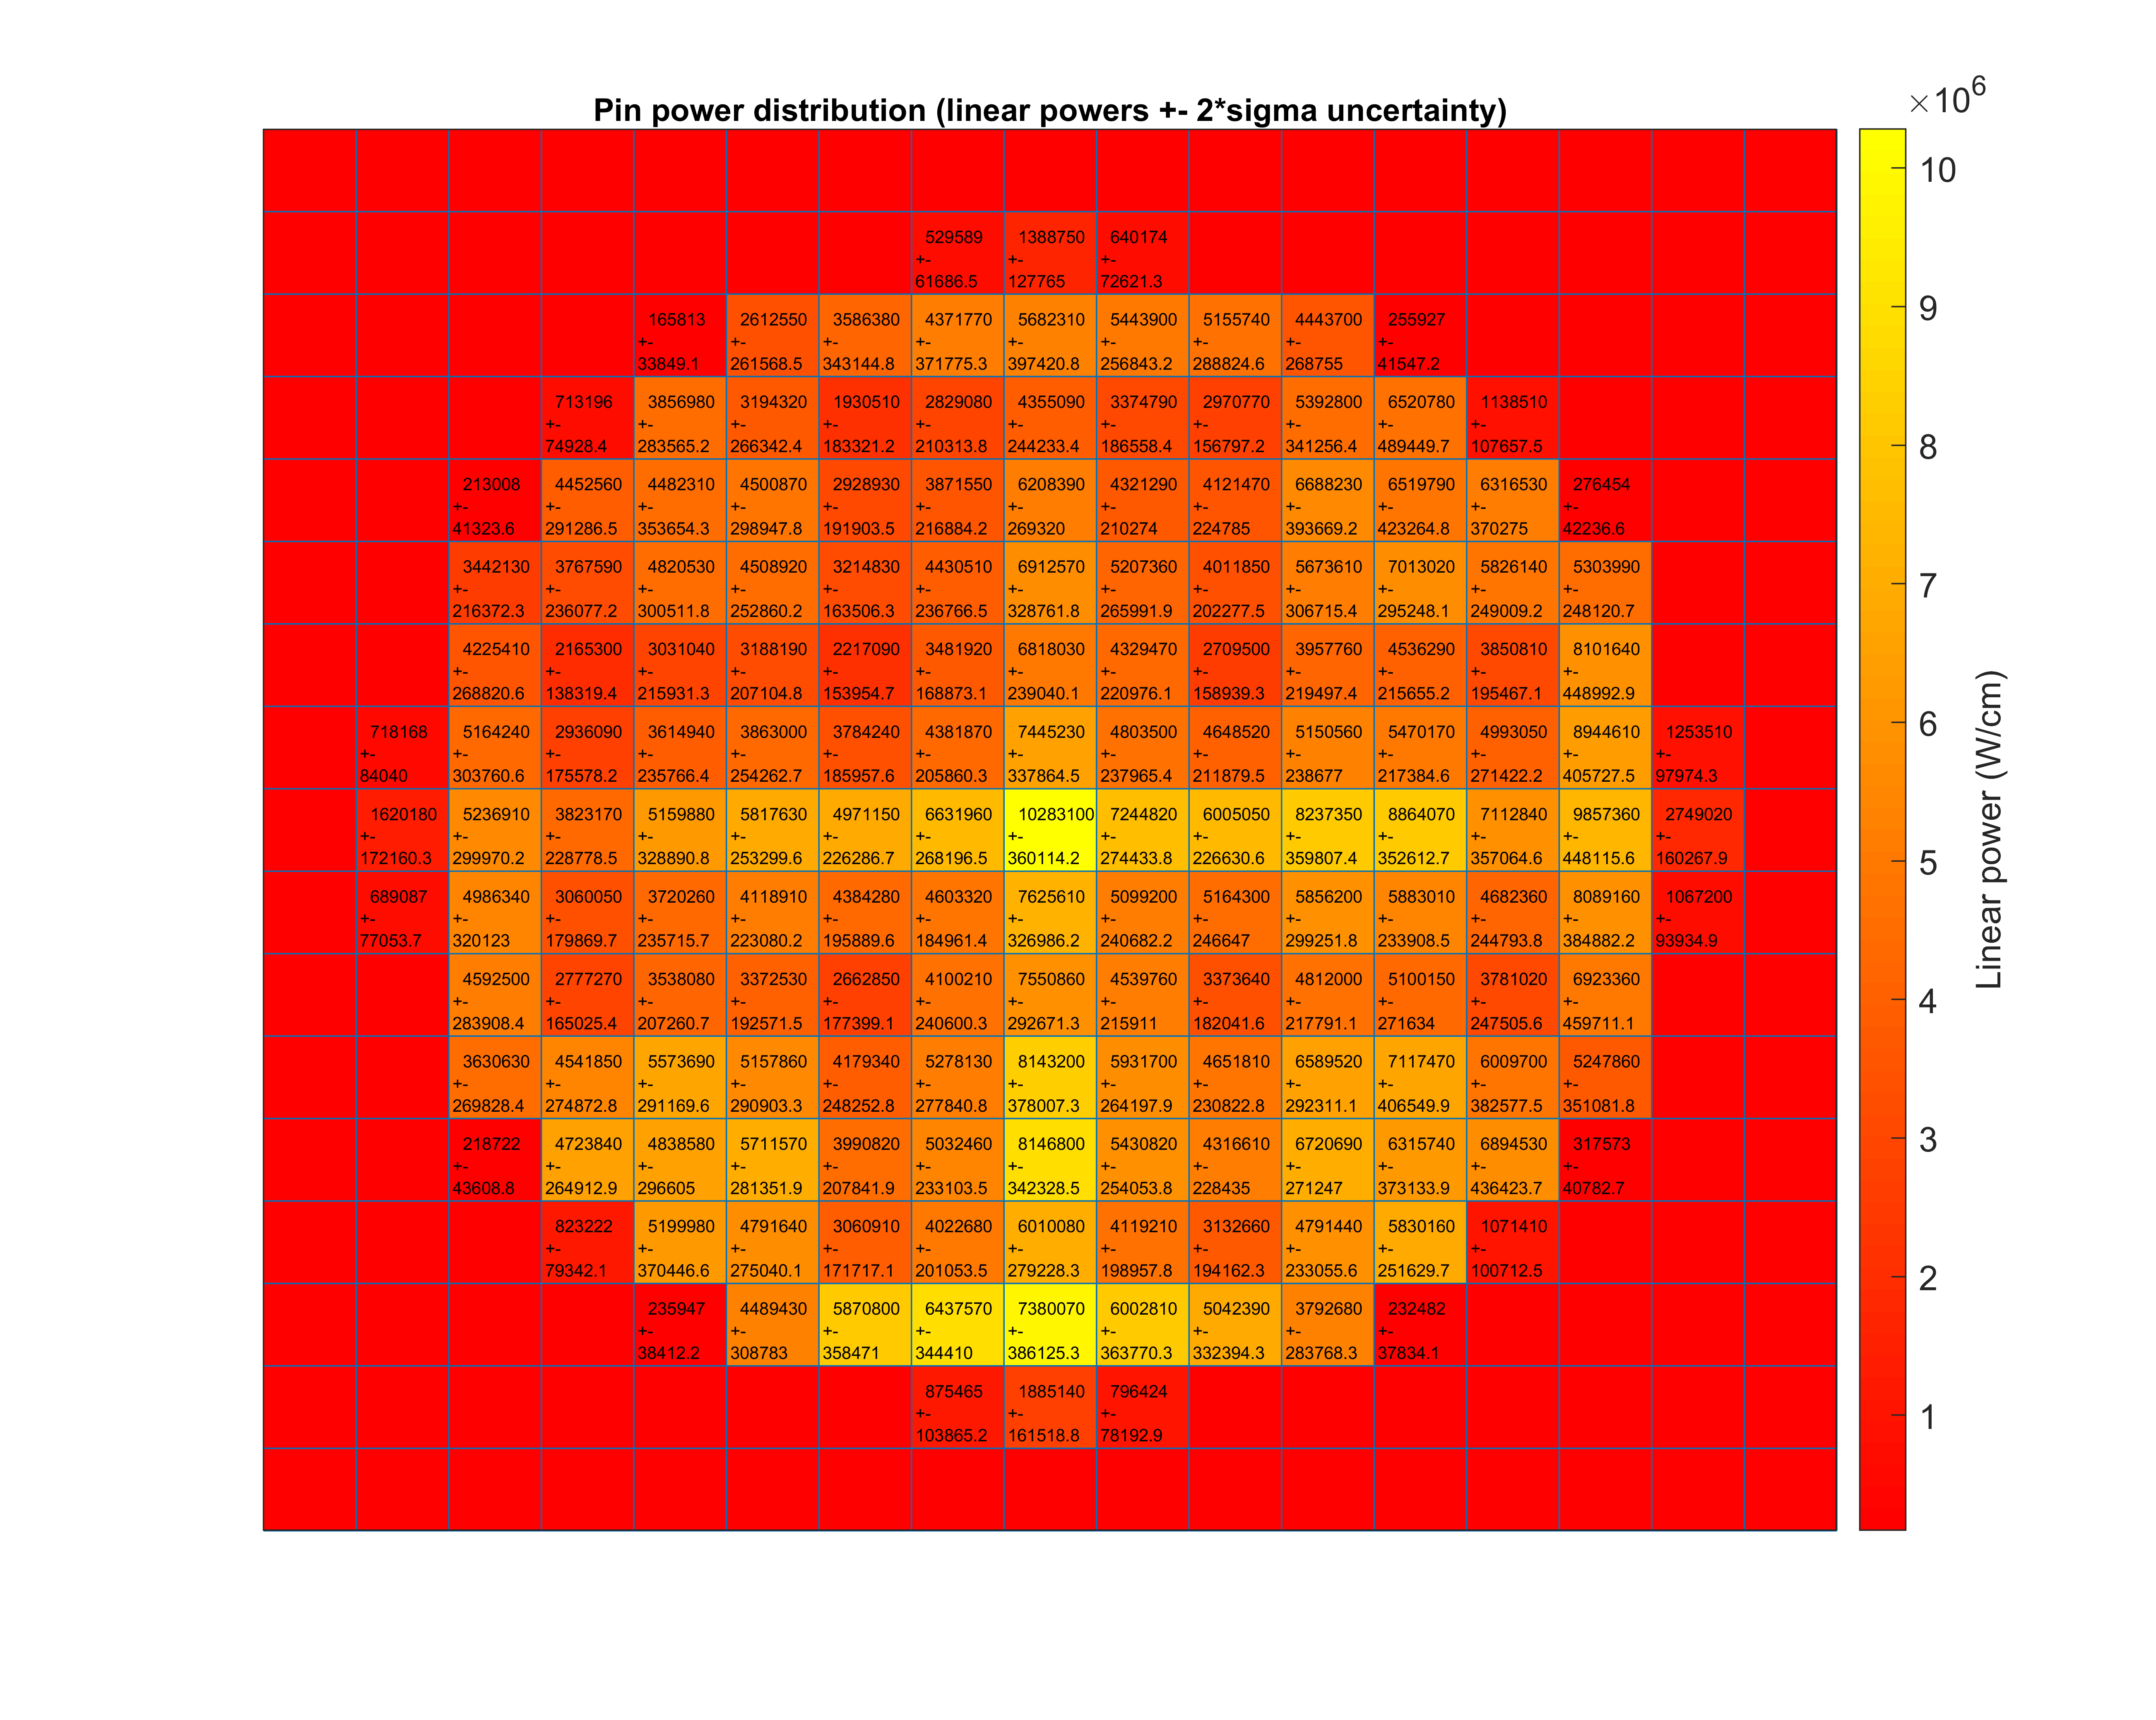 ×10^6
Pin power distribution (linear powers +- 2*sigma uncertainty)
529589 1388750 640174
+- +- +-
61686.5 127765 72621.3
165813 2612550 3586380 4371770 5682310 5443900 5155740 4443700 255927
+- +- +- +- +- +- +- +- +-
33849.1 261568.5 343144.8 371775.3 397420.8 256843.2 288824.6 268755 41547.2
713196 3856980 3194320 1930510 2829080 4355090 3374790 2970770 5392800 6520780 1138510
+- +- +- +- +- +- +- +- +- +- +-
74928.4 283565.2 266342.4 183321.2 210313.8 244233.4 186558.4 156797.2 341256.4 489449.7 107657.5
213008 4452560 4482310 4500870 2928930 3871550 6208390 4321290 4121470 6688230 6519790 6316530 276454
+- +- +- +- +- +- +- +- +- +- +- +- +-
41323.6 291286.5 353654.3 298947.8 191903.5 216884.2 269320 210274 224785 393669.2 423264.8 370275 42236.6
3442130 3767590 4820530 4508920 3214830 4430510 6912570 5207360 4011850 5673610 7013020 5826140 5303990
+- +- +- +- +- +- +- +- +- +- +- +- +-
216372.3 236077.2 300511.8 252860.2 163506.3 236766.5 328761.8 265991.9 202277.5 306715.4 295248.1 249009.2 248120.7
4225410 2165300 3031040 3188190 2217090 3481920 6818030 4329470 2709500 3957760 4536290 3850810 8101640
+- +- +- +- +- +- +- +- +- +- +- +- +-
268820.6 138319.4 215931.3 207104.8 153954.7 168873.1 239040.1 220976.1 158939.3 219497.4 215655.2 195467.1 448992.9
718168 5164240 2936090 3614940 3863000 3784240 4381870 7445230 4803500 4648520 5150560 5470170 4993050 8944610 1253510
+- +- +- +- +- +- +- +- +- +- +- +- +- +- +-
84040 303760.6 175578.2 235766.4 254262.7 185957.6 205860.3 337864.5 237965.4 211879.5 238677 217384.6 271422.2 405727.5 97974.3
1620180 5236910 3823170 5159880 5817630 4971150 6631960 10283100 7244820 6005050 8237350 8864070 7112840 9857360 2749020
+- +- +- +- +- +- +- +- +- +- +- +- +- +- +-
172160.3 299970.2 228778.5 328890.8 253299.6 226286.7 268196.5 360114.2 274433.8 226630.6 359807.4 352612.7 357064.6 448115.6 160267.9
689087 4986340 3060050 3720260 4118910 4384280 4603320 7625610 5099200 5164300 5856200 5883010 4682360 8089160 1067200
+- +- +- +- +- +- +- +- +- +- +- +- +- +- +-
77053.7 320123 179869.7 235715.7 223080.2 195889.6 184961.4 326986.2 240682.2 246647 299251.8 233908.5 244793.8 384882.2 93934.9
4592500 2777270 3538080 3372530 2662850 4100210 7550860 4539760 3373640 4812000 5100150 3781020 6923360
+- +- +- +- +- +- +- +- +- +- +- +- +-
283908.4 165025.4 207260.7 192571.5 177399.1 240600.3 292671.3 215911 182041.6 217791.1 271634 247505.6 459711.1
3630630 4541850 5573690 5157860 4179340 5278130 8143200 5931700 4651810 6589520 7117470 6009700 5247860
+- +- +- +- +- +- +- +- +- +- +- +- +-
269828.4 274872.8 291169.6 290903.3 248252.8 277840.8 378007.3 264197.9 230822.8 292311.1 406549.9 382577.5 351081.8
218722 4723840 4838580 5711570 3990820 5032460 8146800 5430820 4316610 6720690 6315740 6894530 317573
+- +- +- +- +- +- +- +- +- +- +- +- +-
43608.8 264912.9 296605 281351.9 207841.9 233103.5 342328.5 254053.8 228435 271247 373133.9 436423.7 40782.7
823222 5199980 4791640 3060910 4022680 6010080 4119210 3132660 4791440 5830160 1071410
+- +- +- +- +- +- +- +- +- +- +-
79342.1 370446.6 275040.1 171717.1 201053.5 279228.3 198957.8 194162.3 233055.6 251629.7 100712.5
235947 4489430 5870800 6437570 7380070 6002810 5042390 3792680 232482
+- +- +- +- +- +- +- +- +-
38412.2 308783 358471 344410 386125.3 363770.3 332394.3 283768.3 37834.1
875465 1885140 796424
+- +- +-
103865.2 161518.8 78192.9
10
9
8
7
6
5
4
3
2
1
Linear power (W/cm)